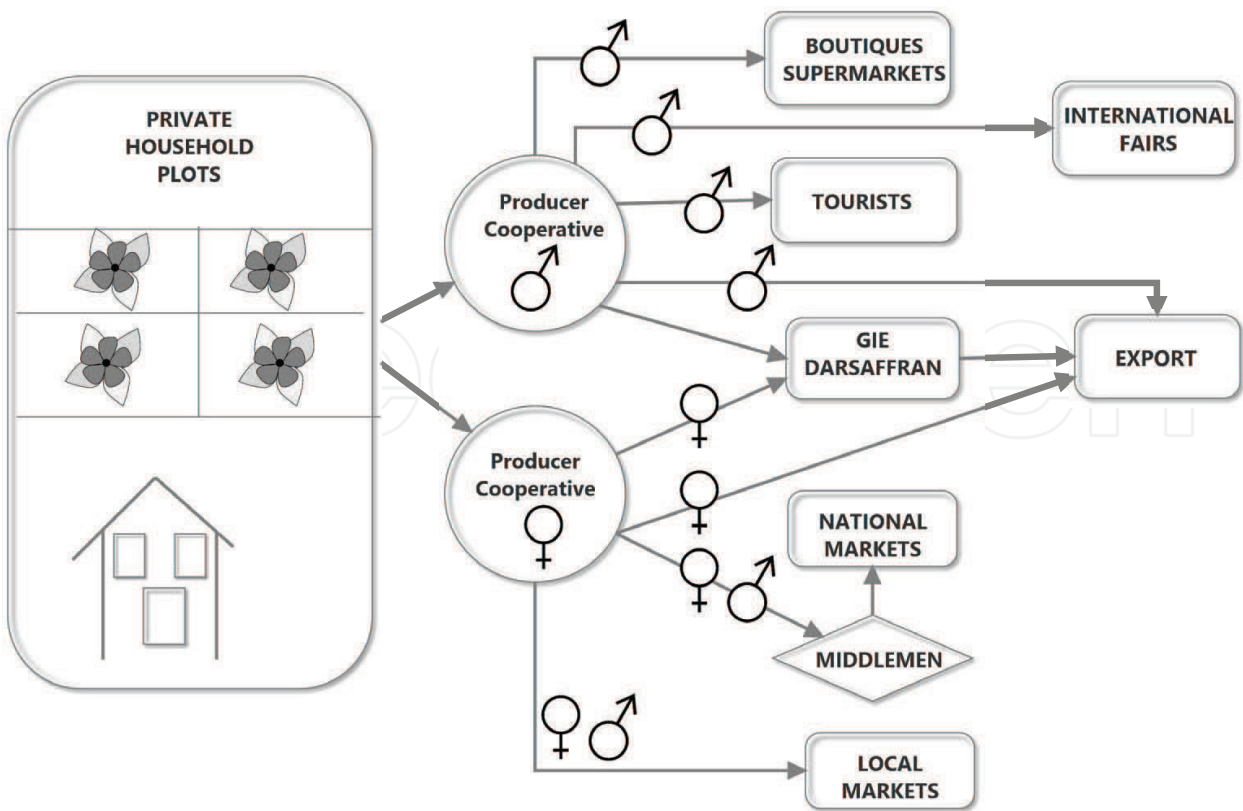 PRIVATE
HOUSEHOLD
PLOTS
Producer
Cooperative
Producer
Cooperative
BOUTIQUES
SUPERMARKETS
INTERNATIONAL
FAIRS
TOURISTS
GIE
DARSAFFRAN
EXPORT
NATIONAL
MARKETS
MIDDLEMEN
LOCAL
MARKETS